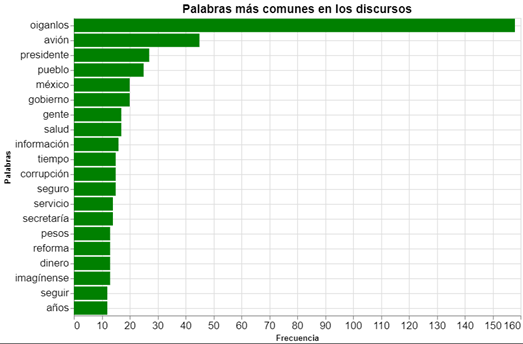 Palabras más comunes en los discursos
oiganlos
avión
presidente
pueblo
méxico
gobierno
gente
salud
información
tiempo
corrupción
seguro
servicio
secretaría
pesos
reforma
dinero
imagínense
seguir
años
Palabras
0 10 20 30 40 50 60 70 80 90 100 110 120 130 140 150 160
Frecuencia